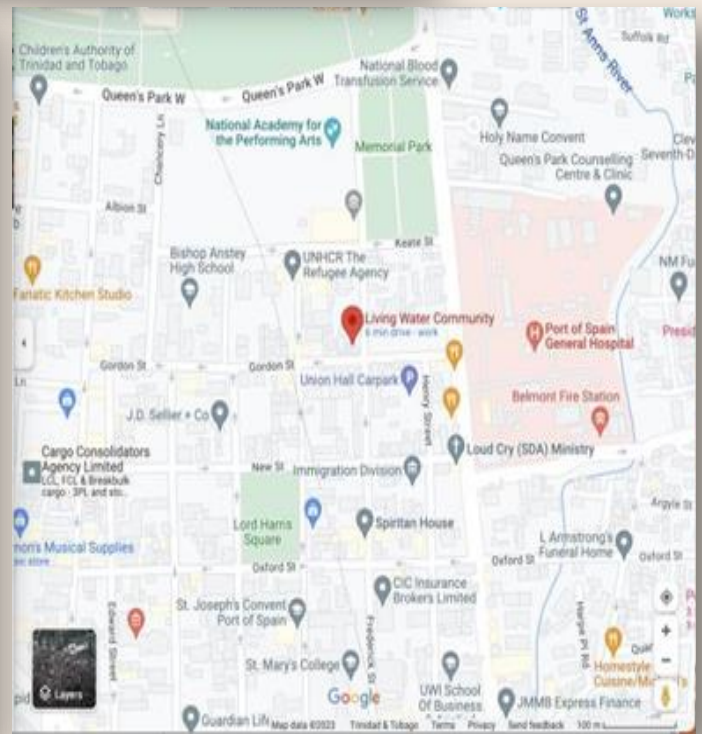 Works
Suffolk Rd
St Anns River
Children's Authority of
Trinidad and Tobago
National Blood
Transfusion Service
Queen's Park W
Queen's Park W
National Academy for
the Performing Arts
Memorial Park
Holy Name Convent
Chancery Ln
Queen's Park Counselling
Centre & Clinic
Clev
Seventh-D
Albion St
Keate St
Bishop Anstey
High School
UNHCR The
Refugee Agency
NM Fu
Fanatic Kitchen Studio
Living Water Community
6 min drive - work
Port of Spain
General Hospital
Presid
Gordon St
Gordon St
Ln
Union Hall Carpark
Henry Street
Belmont Fire Station
J.D. Sellier + Co
Loud Cry (SDA) Ministry
Cargo Consolidators
Agency Limited
LCL, FCL & Breakbulk
cargo - 3PL and sto...
New St
Immigration Division
Argyle St
Lord Harris
Square
Spiritan House
non's Musical Supplies
sic store
L Armstrong's
Funeral Home
Oxford St
Oxford St
Oxford St
CIC Insurance
Brokers Limited
Edward Street
St. Joseph's Convent
Port of Spain
Frederick St
Harpe Pl Rd
St. Mary's College
Homestyle
Layers
Google
UWI School
Of Business
JMMB Express Finance
Guardian Life
Map data ©2023 Trinidad & Tobago Terms Privacy Send feedback 100 m